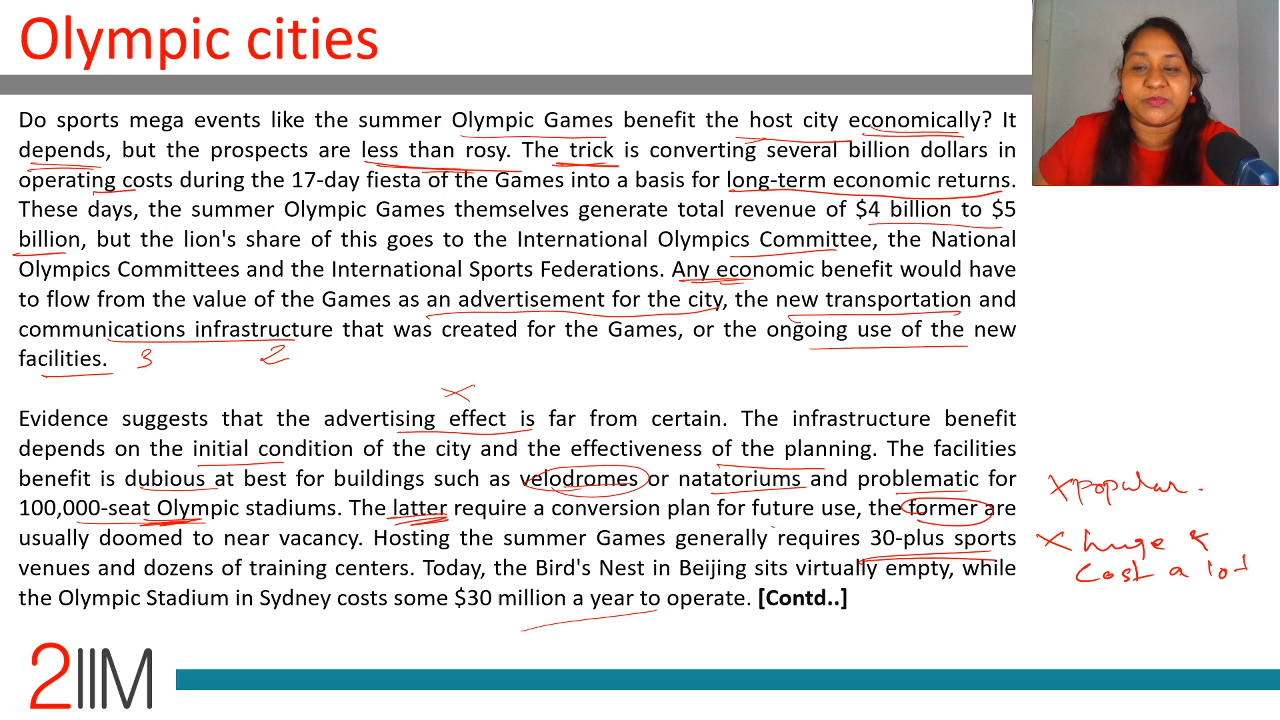 Olympic cities
Do sports mega events like the summer Olympic Games benefit the host city economically? It
depends, but the prospects are less than rosy. The trick is converting several billion dollars in
operating costs during the 17-day fiesta of the Games into a basis for long-term economic returns.
These days, the summer Olympic Games themselves generate total revenue of $4 billion to $5
billion, but the lion's share of this goes to the International Olympics Committee, the National
Olympics Committees and the International Sports Federations. Any economic benefit would have
to flow from the value of the Games as an advertisement for the city, the new transportation and
communications infrastructure that was created for the Games, or the ongoing use of the new
facilities. 3 2
Evidence suggests that the advertising effect is far from certain. The infrastructure benefit
depends on the initial condition of the city and the effectiveness of the planning. The facilities
benefit is dubious at best for buildings such as velodromes or natatoriums and problematic for
100,000-seat Olympic stadiums. The latter require a conversion plan for future use, the former are
usually doomed to near vacancy. Hosting the summer Games generally requires 30-plus sports
venues and dozens of training centers. Today, the Bird's Nest in Beijing sits virtually empty, while
the Olympic Stadium in Sydney costs some $30 million a year to operate. [Contd..]
x popular.
x huge &
cost a lot
2IIM